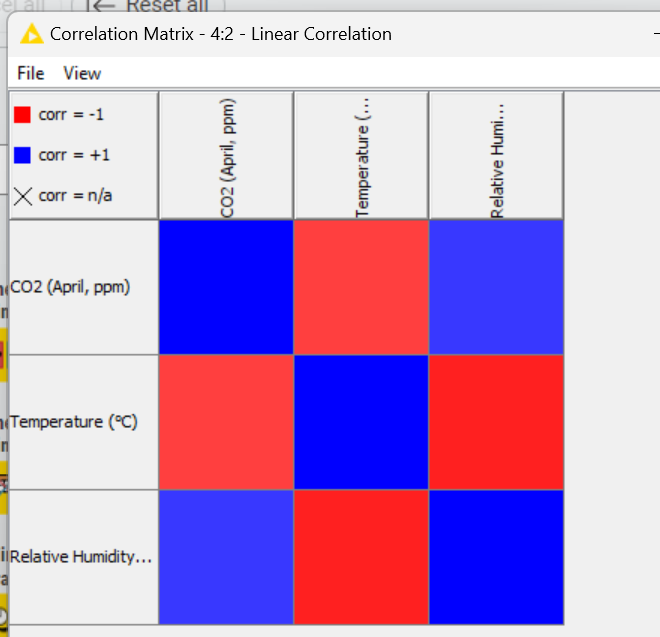 Reset all
Correlation Matrix - 4:2 - Linear Correlation
File View
corr = -1
corr = +1
corr = n/a
CO2 (April, ppm)
Temperature (...
Relative Humi...
CO2 (April, ppm)
Temperature (°C)
Relative Humidity...